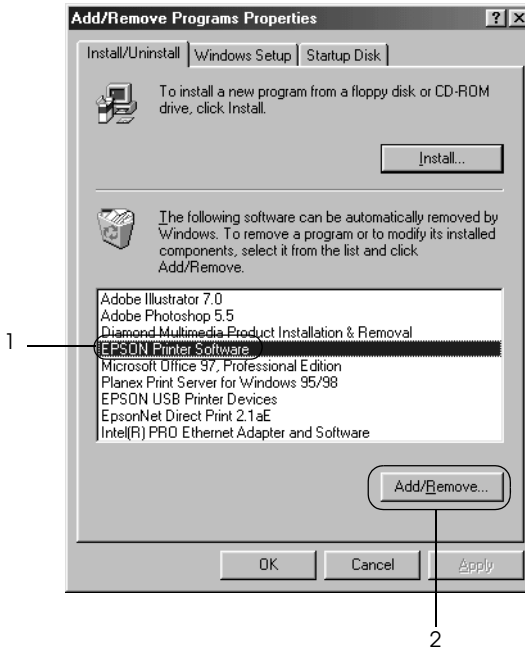 Add/Remove Programs Properties
Install/Uninstall Windows Setup Startup Disk
To install a new program from a floppy disk or CD-ROM
drive, click Install.
Install...
The following software can be automatically removed by
Windows. To remove a program or to modify its installed
components, select it from the list and click
Add/Remove.
Adobe Illustrator 7.0
Adobe Photoshop 5.5
Diamond Multimedia Product Installation & Removal
1 EPSON Printer Software
Microsoft Office 97, Professional Edition
Planex Print Server for Windows 95/98
EPSON USB Printer Devices
EpsonNet Direct Print 2.1aE
Intel(R) PRO Ethernet Adapter and Software
Add/Remove...
OK Cancel Apply
2